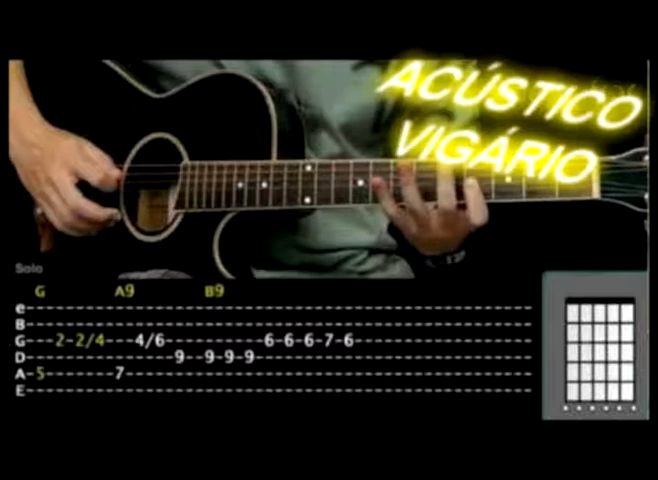 ACÚSTICO
VIGÁRIO
Solo
G A9 B9
e--------------------------------------------------
B--------------------------------------------------
G---2-2/4----4/6-----------6-6-6-7-6---------------
D-----------------9--9-9-9-------------------------
A-5--------7---------------------------------------
E--------------------------------------------------